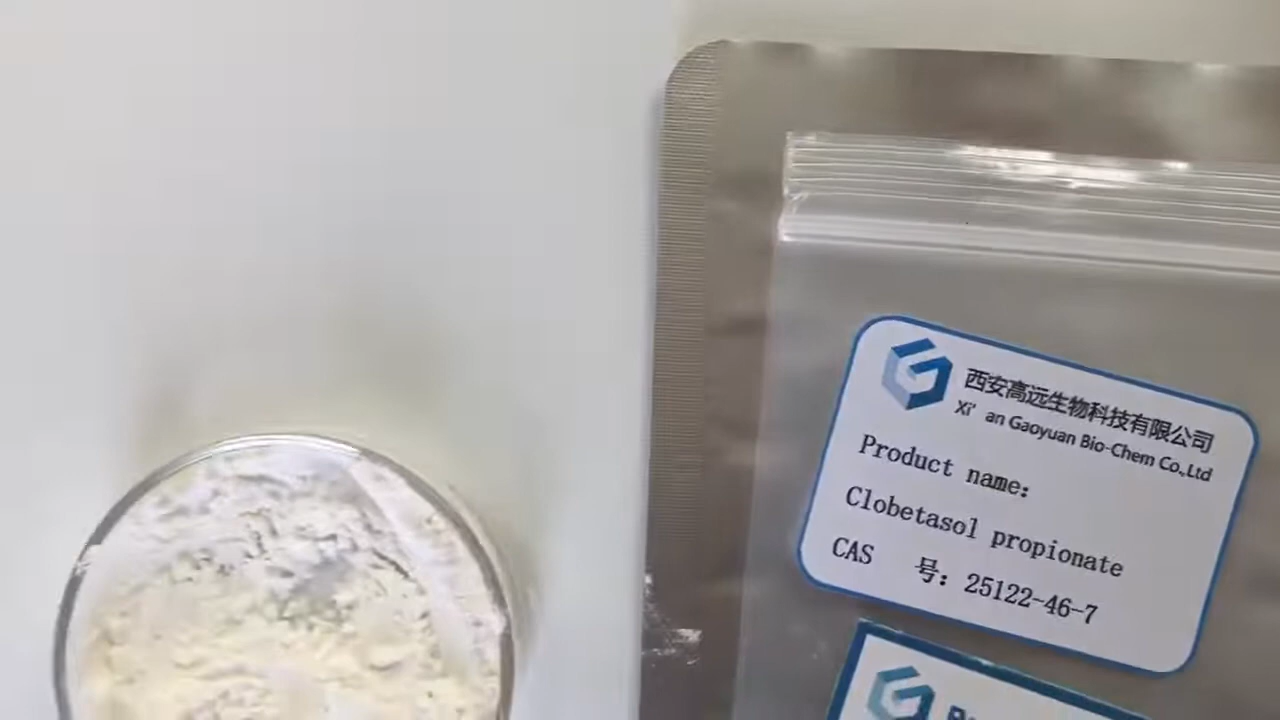 西安高远生物科技有限公司
Xi'an Gaoyuan Bio-Chem Co.,Ltd
Product name:
Clobetasol propionate
CAS 号: 25122-46-7